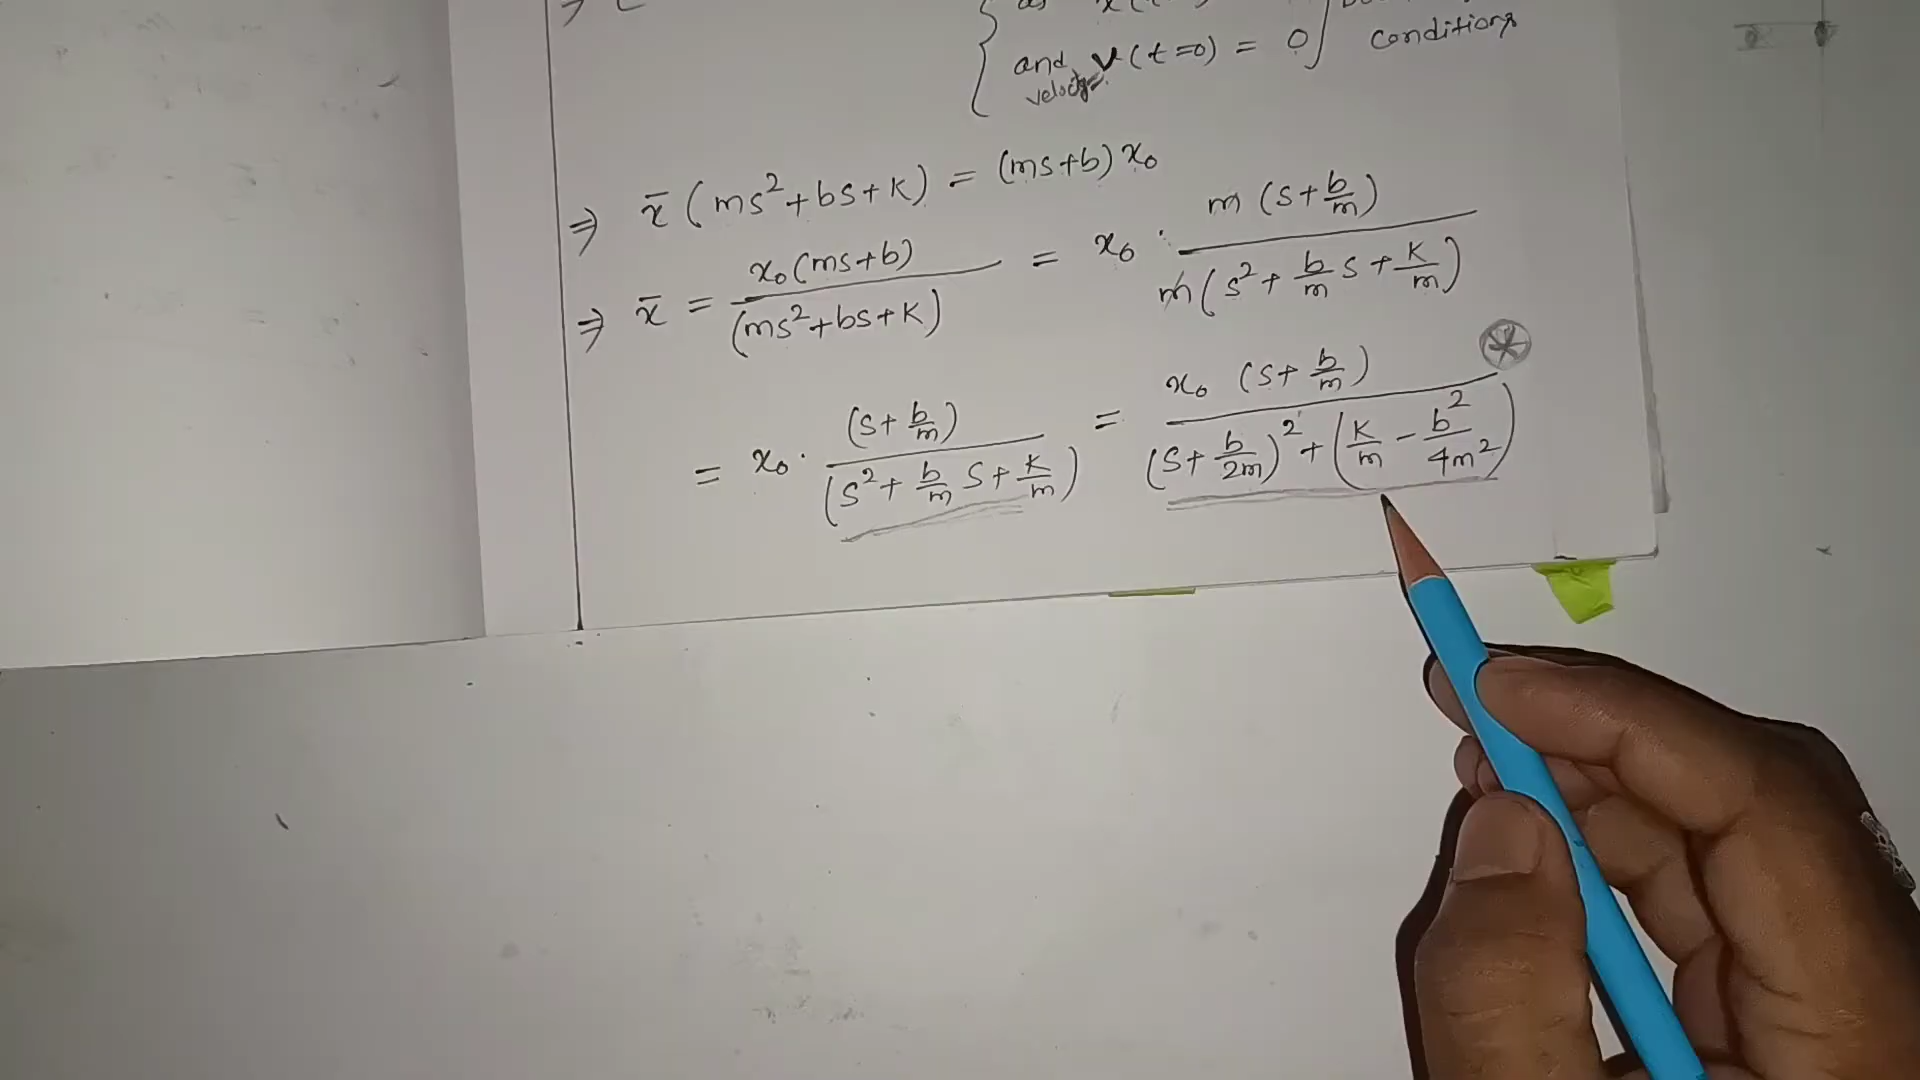 and v(t=0) = 0 conditions
velocity
⇒ x̄ (ms²+bs+K) = (ms+b) x₀
⇒ x̄ = x₀(ms+b) / (ms²+bs+K) = x₀ · m (s+b/m) / m(s²+b/m s+K/m)
= x₀ · (s+b/m) / (s²+b/m s+K/m) = x₀ (s+b/m) / (s+b/2m)²+(K/m - b²/4m²)